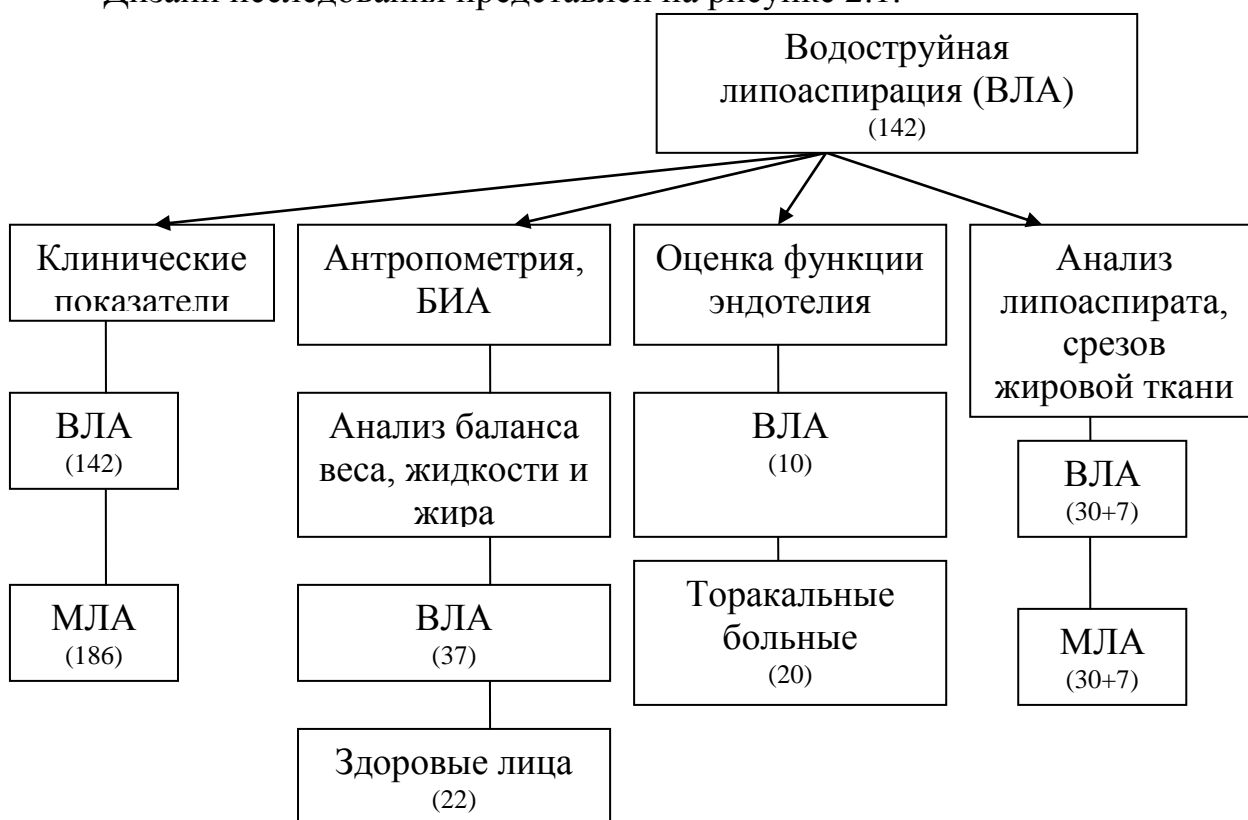 Дизайн исследования представлен на рисунке 2.1.
Водоструйная
липоаспирация (ВЛА)
(142)
Клинические
показатели
Антропометрия,
БИА
Оценка функции
эндотелия
Анализ
липоаспирата,
срезов
жировой ткани
ВЛА
(142)
Анализ баланса
веса, жидкости и
жира
ВЛА
(10)
ВЛА
(30+7)
МЛА
(186)
ВЛА
(37)
Торакальные
больные
(20)
МЛА
(30+7)
Здоровые лица
(22)